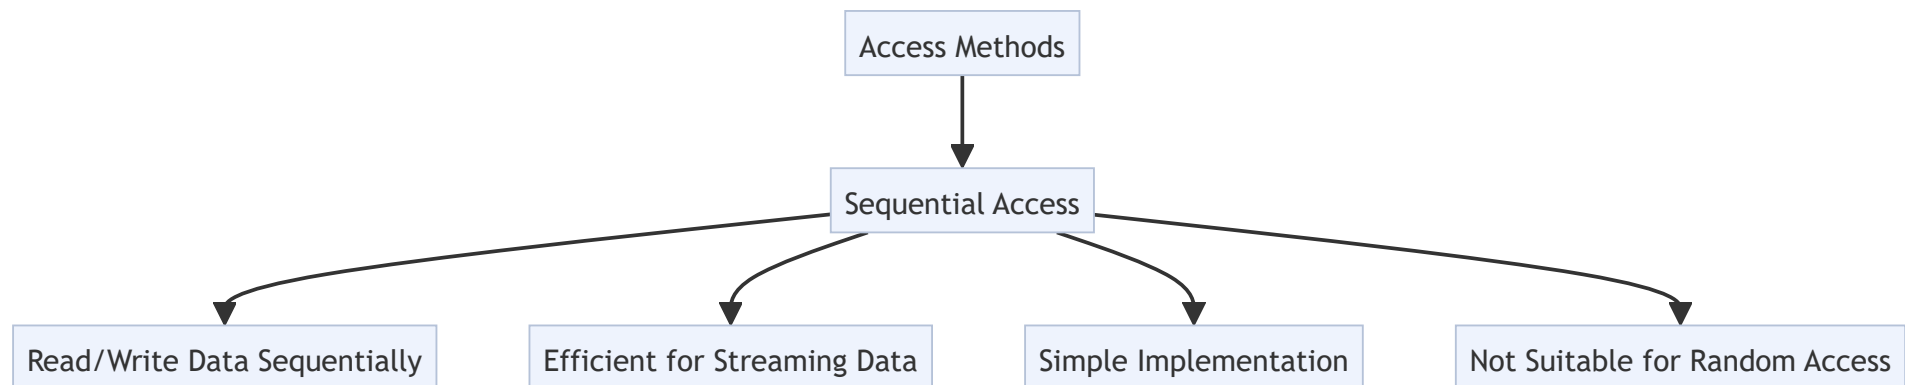 Access Methods
Sequential Access
Read/Write Data Sequentially
Efficient for Streaming Data
Simple Implementation
Not Suitable for Random Access